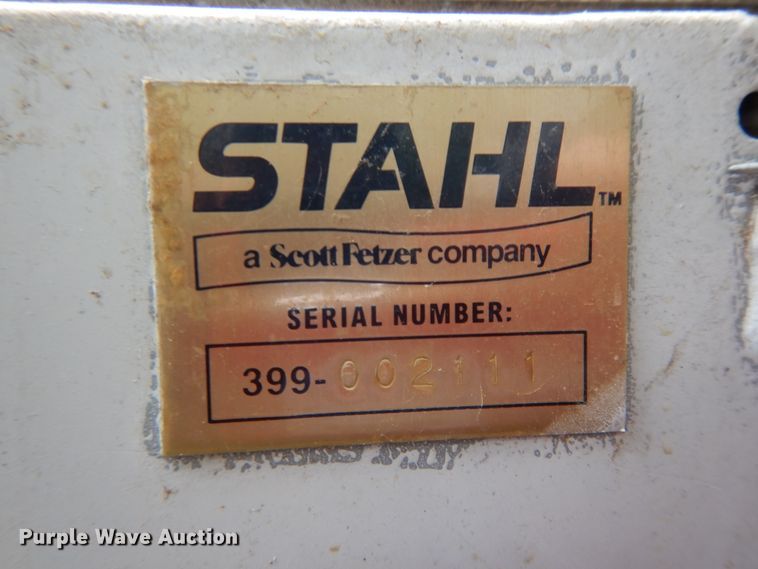 STAHL™
a Scott Fetzer company
SERIAL NUMBER:
399-002111
Purple Wave Auction